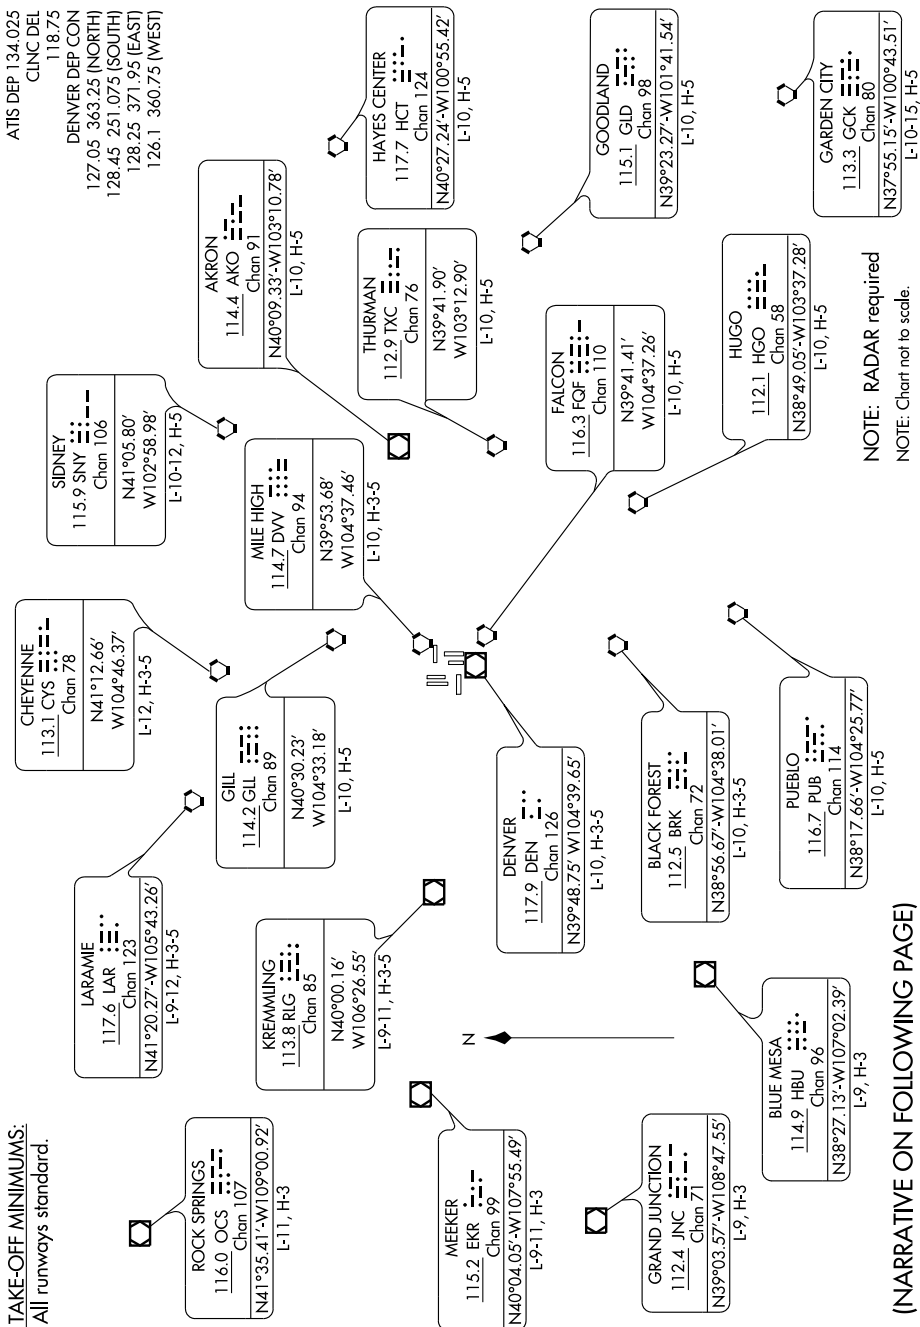 TAKE-OFF MINIMUMS:
All runways standard.
ATIS DEP 134.025
CLNC DEL
118.75
DENVER DEP CON
127.05 363.25 (NORTH)
128.45 251.075 (SOUTH)
128.25 371.95 (EAST)
126.1 360.75 (WEST)
ROCK SPRINGS
116.0 OCS
Chan 107
N41°35.41′-W109°00.92′
L-11, H-3
LARAMIE
117.6 LAR
Chan 123
N41°20.27′-W105°43.26′
L-9-12, H-3-5
CHEYENNE
113.1 CYS
Chan 78
N41°12.66′
W104°46.37′
L-12, H-3-5
SIDNEY
115.9 SNY
Chan 106
N41°05.80′
W102°58.98′
L-10-12, H-5
GILL
114.2 GLL
Chan 89
N40°30.23′
W104°33.18′
L-10, H-5
AKRON
114.4 AKO
Chan 91
N40°09.33′-W103°10.78′
L-10, H-5
HAYES CENTER
117.7 HCT
Chan 124
N40°27.24′-W100°55.42′
L-10, H-5
KREMMLING
113.8 RLG
Chan 85
N40°00.16′
W106°26.55′
L-9-11, H-3-5
MILE HIGH
114.7 DVV
Chan 94
N39°53.68′
W104°37.46′
L-10, H-3-5
THURMAN
112.9 TXC
Chan 76
N39°41.90′
W103°12.90′
L-10, H-5
N
MEEKER
115.2 EKR
Chan 99
N40°04.05′-W107°55.49′
L-9-11, H-3
DENVER
117.9 DEN
Chan 126
N39°48.75′ W104°39.65′
L-10, H-3-5
FALCON
116.3 FQF
Chan 110
N39°41.41′
W104°37.26′
L-10, H-5
GOODLAND
115.1 GLD
Chan 98
N39°23.27′-W101°41.54′
L-10, H-5
GRAND JUNCTION
112.4 JNC
Chan 71
N39°03.57′-W108°47.55′
L-9, H-3
BLACK FOREST
112.5 BRK
Chan 72
N38°56.67′-W104°38.01′
L-10, H-3-5
HUGO
112.1 HGO
Chan 58
N38°49.05′-W103°37.28′
L-10, H-5
BLUE MESA
114.9 HBU
Chan 96
N38°27.13′-W107°02.39′
L-9, H-3
PUEBLO
116.7 PUB
Chan 114
N38°17.66′-W104°25.77′
L-10, H-5
GARDEN CITY
113.3 GCK
Chan 80
N37°55.15′-W100°43.51′
L-10-15, H-5
NOTE: RADAR required
NOTE: Chart not to scale.
(NARRATIVE ON FOLLOWING PAGE)